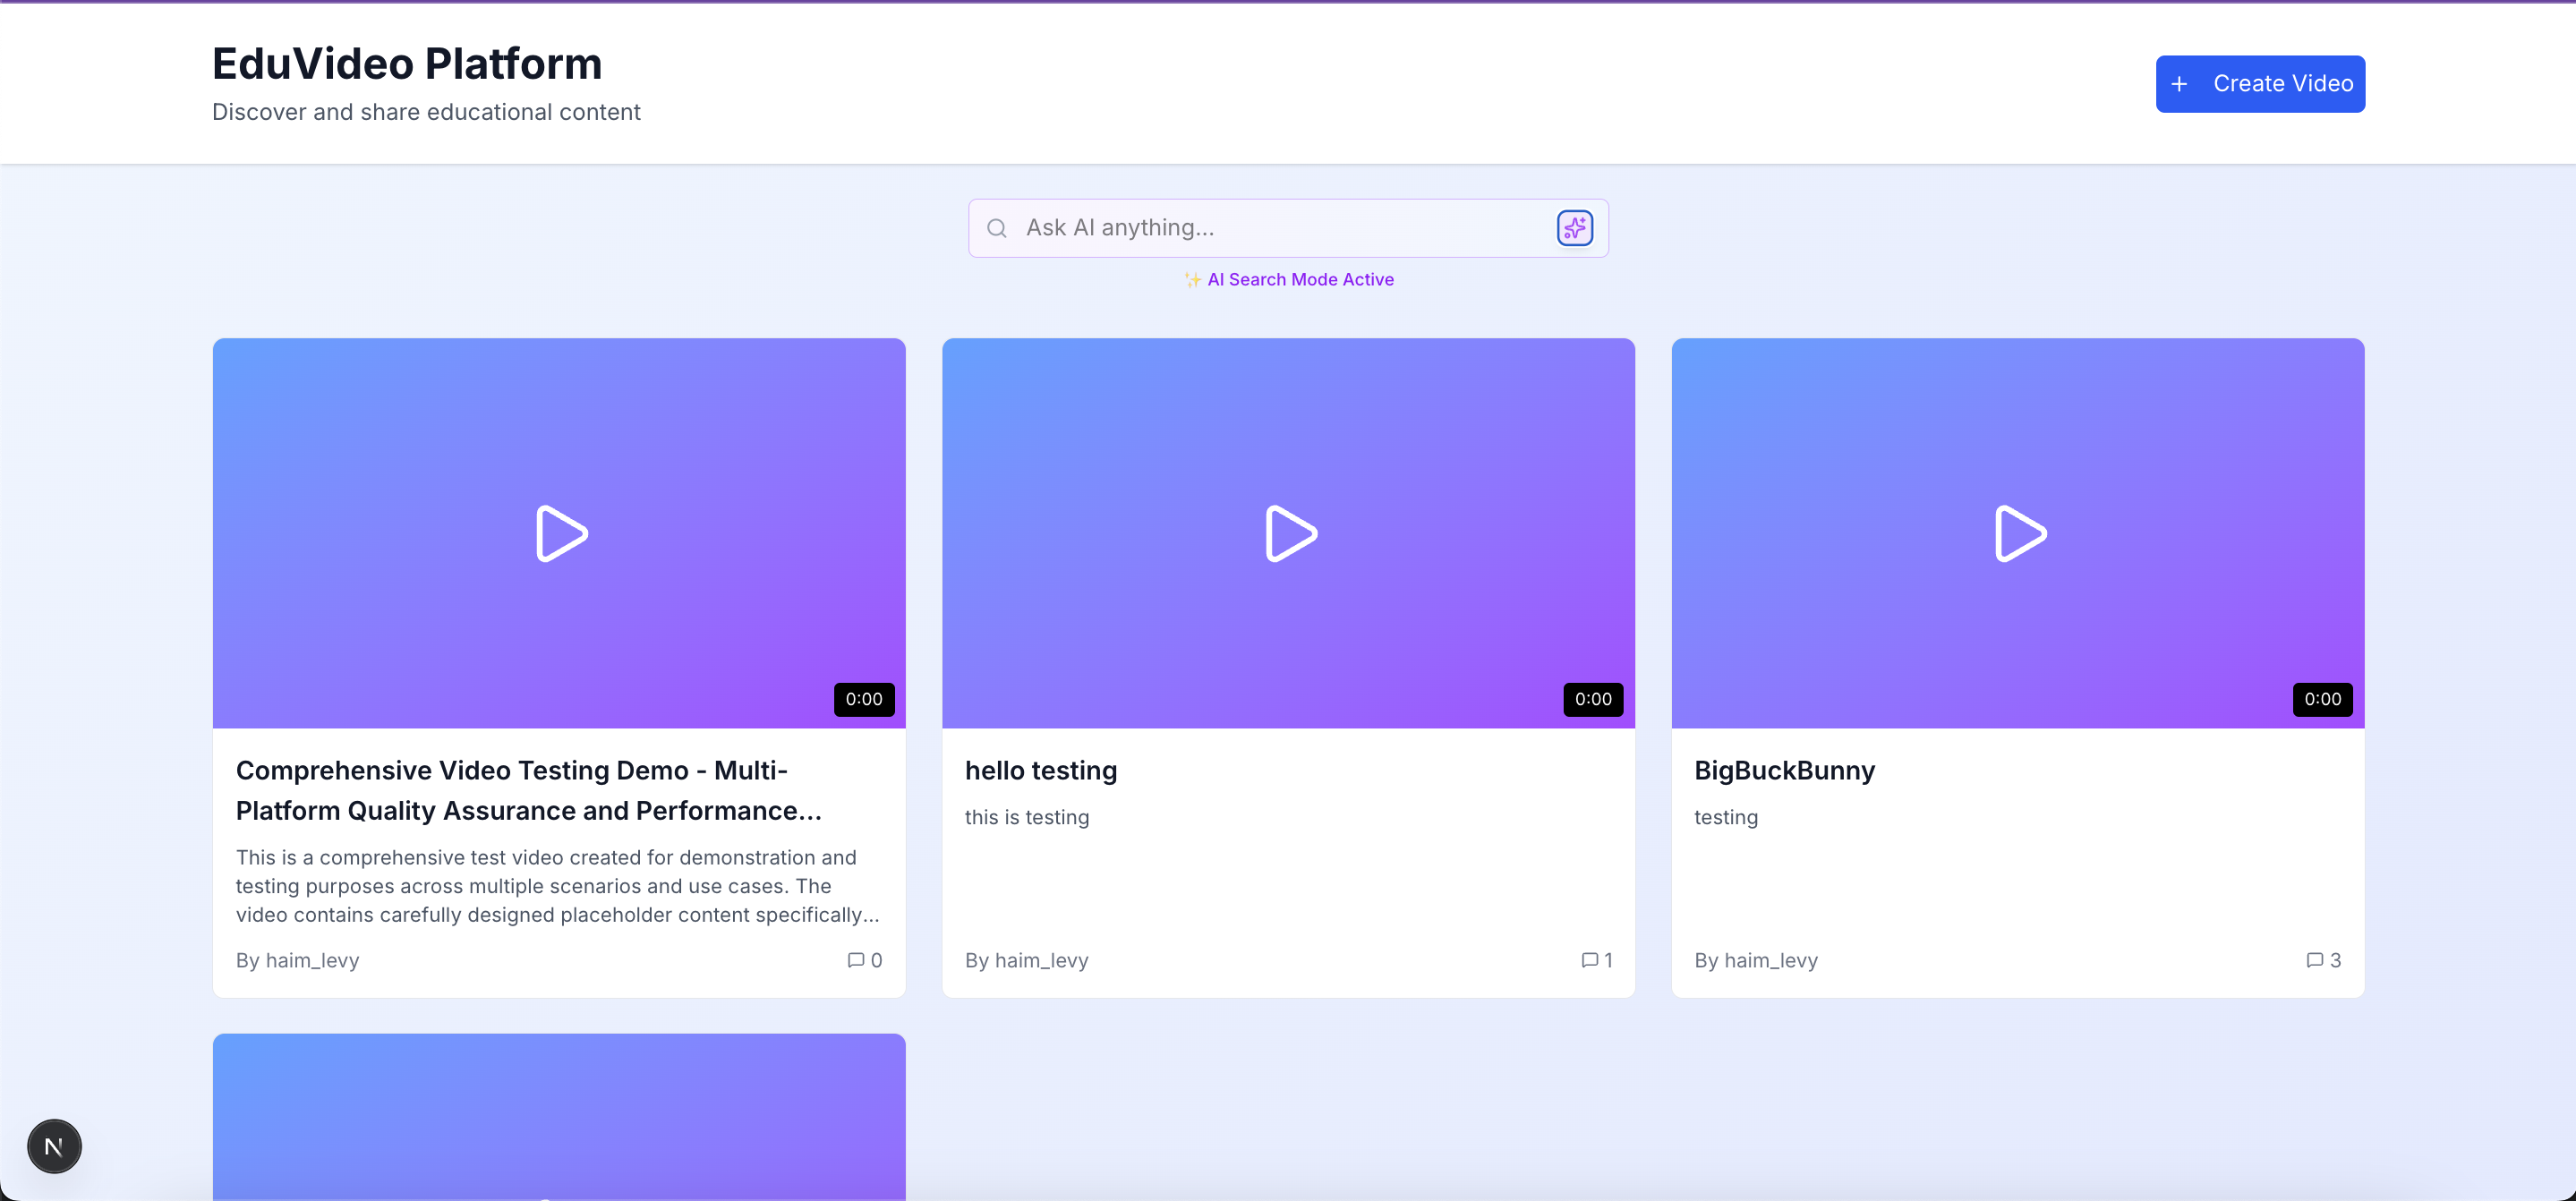 EduVideo Platform
Discover and share educational content
+ Create Video
Ask AI anything...
✨ AI Search Mode Active
0:00
0:00
0:00
Comprehensive Video Testing Demo - Multi-
Platform Quality Assurance and Performance...
This is a comprehensive test video created for demonstration and
testing purposes across multiple scenarios and use cases. The
video contains carefully designed placeholder content specifically...
By haim_levy
0
hello testing
this is testing
By haim_levy
1
BigBuckBunny
testing
By haim_levy
3
N